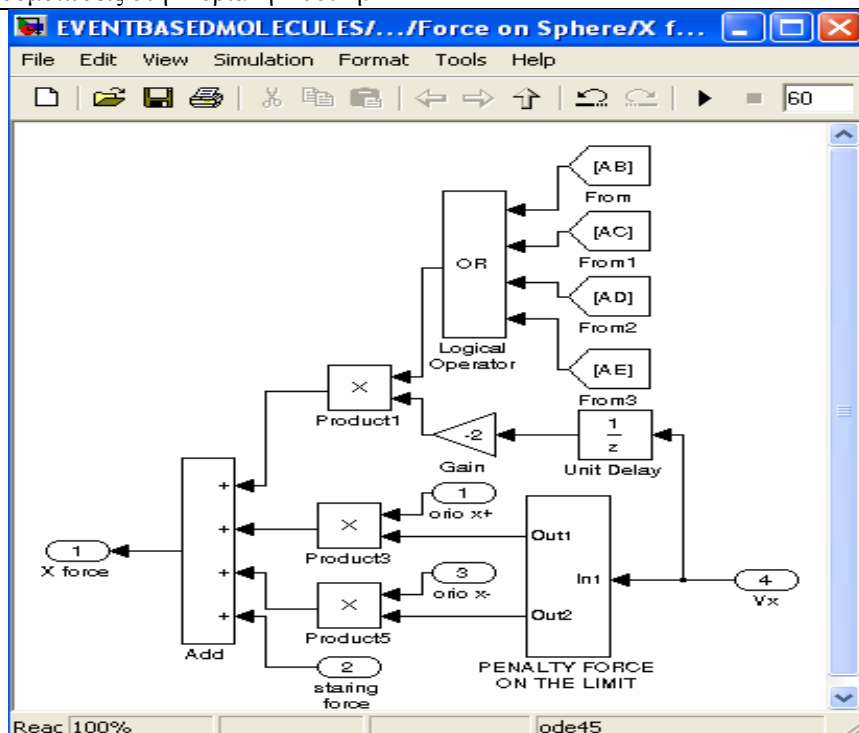 EVENTBASEDMOLECULES/.../Force on Sphere/X f...
File Edit View Simulation Format Tools Help
60
[AB]
From
[AC]
From1
OR
[AD]
From2
Logical
Operator
[AE]
From3
×
Product1
-2
Gain
1
z
Unit Delay
+
1
orio x+
×
Product3
Out1
+
1
X force
In1
4
Vx
3
orio x-
+
×
Product5
Out2
+
Add
2
staring
force
PENALTY FORCE
ON THE LIMIT
Reac 100% ode45